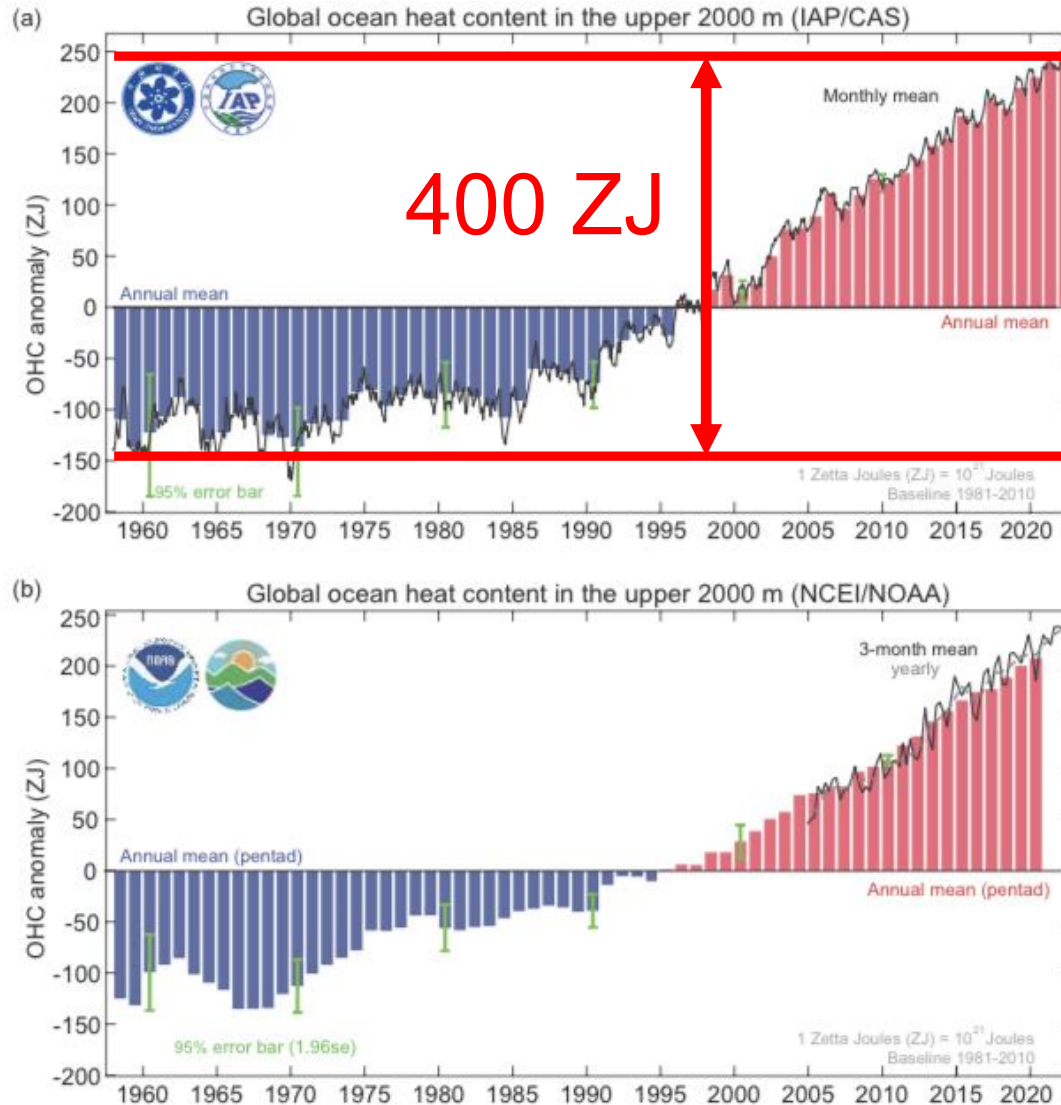 (a)
Global ocean heat content in the upper 2000 m (IAP/CAS)
1960 1965 1970 1975 1980 1985 1990 1995 2000 2005 2010 2015 2020
250
200
150
100
50
0
-50
-100
-150
-200
OHC anomaly (ZJ)
IAP
Monthly mean
400 ZJ
Annual mean
Annual mean
95% error bar
1 Zetta Joules (ZJ) = 10²¹ Joules
Baseline 1981-2010
(b)
Global ocean heat content in the upper 2000 m (NCEI/NOAA)
250
200
150
100
50
0
-50
-100
-150
-200
OHC anomaly (ZJ)
3-month mean
yearly
Annual mean (pentad)
Annual mean (pentad)
95% error bar (1.96se)
1 Zetta Joules (ZJ) = 10²¹ Joules
Baseline 1981-2010
1960 1965 1970 1975 1980 1985 1990 1995 2000 2005 2010 2015 2020